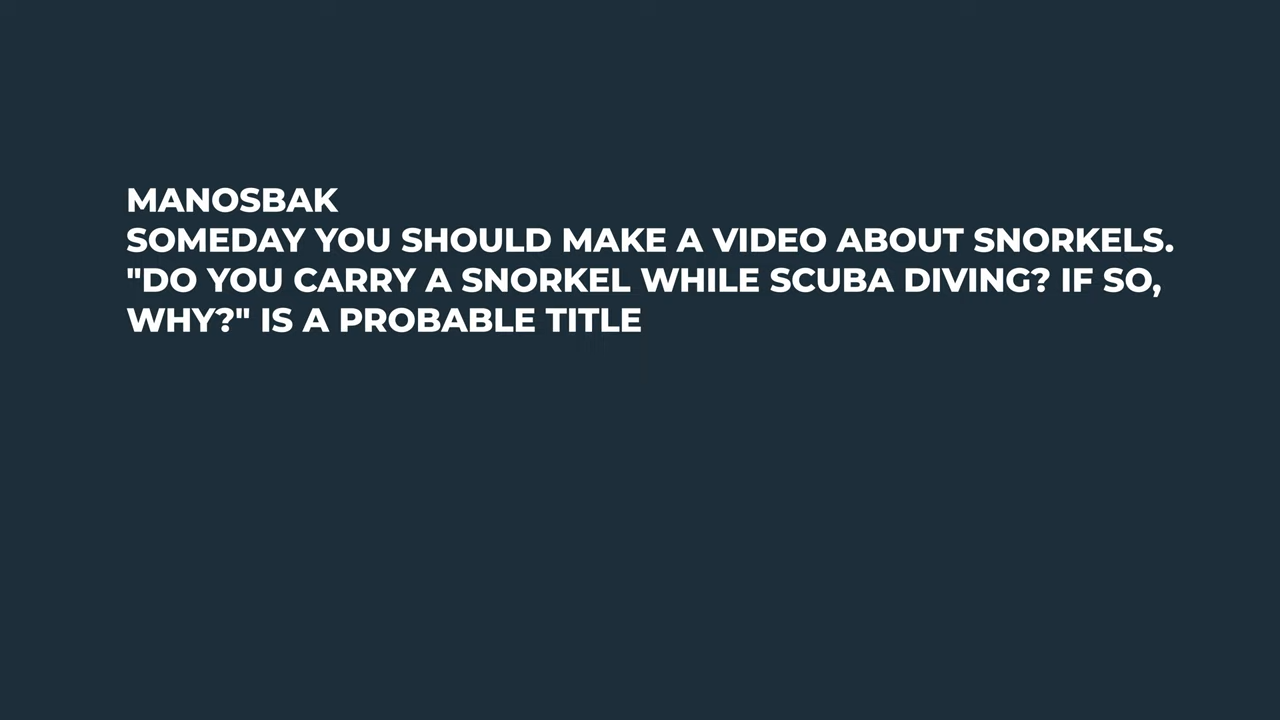 MANOSBAK
SOMEDAY YOU SHOULD MAKE A VIDEO ABOUT SNORKELS.
"DO YOU CARRY A SNORKEL WHILE SCUBA DIVING? IF SO,
WHY?" IS A PROBABLE TITLE